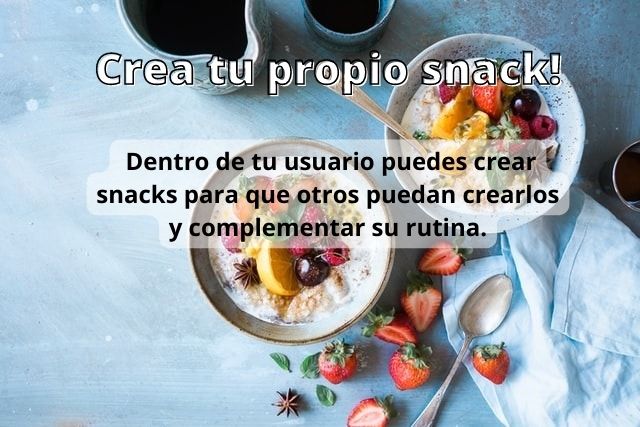 Crea tu propio snack!
Dentro de tu usuario puedes crear
snacks para que otros puedan crearlos
y complementar su rutina.